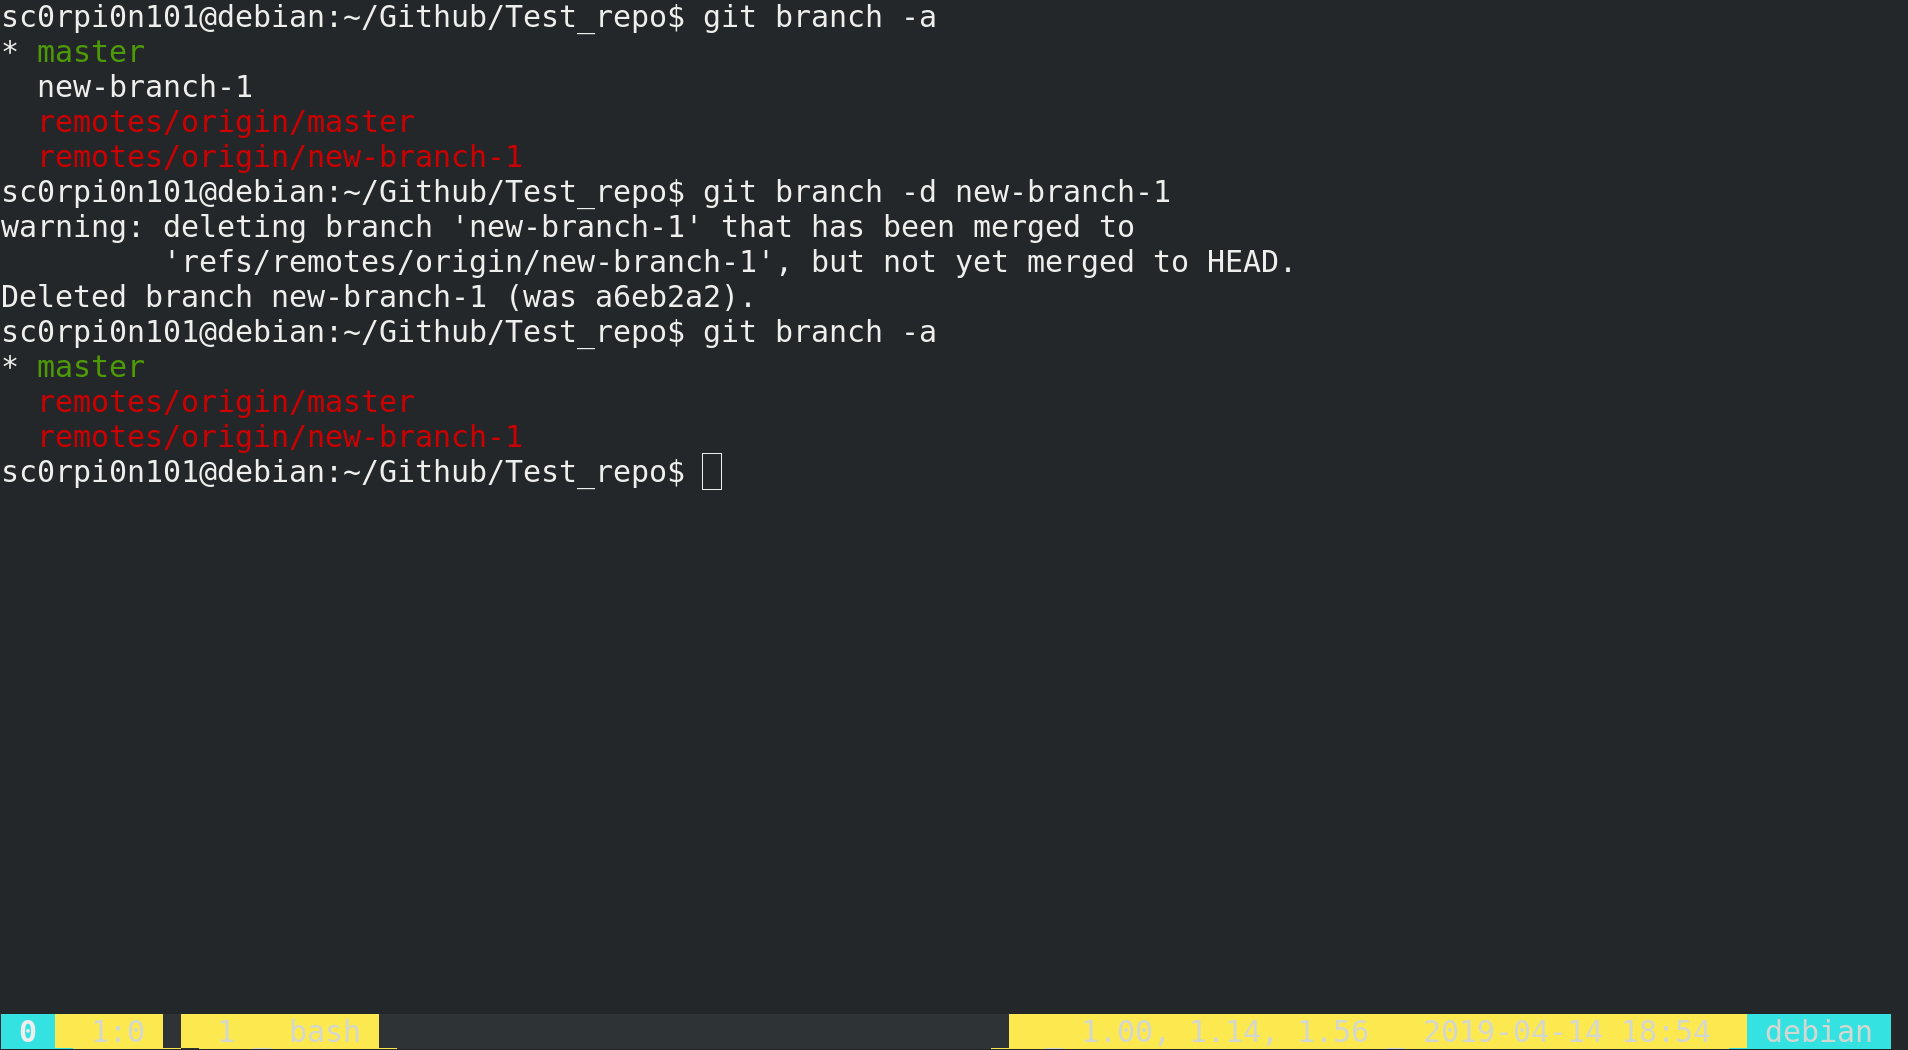 sc0rpi0n101@debian:~/Github/Test_repo$ git branch -a
* master
  new-branch-1
  remotes/origin/master
  remotes/origin/new-branch-1
sc0rpi0n101@debian:~/Github/Test_repo$ git branch -d new-branch-1
warning: deleting branch 'new-branch-1' that has been merged to
         'refs/remotes/origin/new-branch-1', but not yet merged to HEAD.
Deleted branch new-branch-1 (was a6eb2a2).
sc0rpi0n101@debian:~/Github/Test_repo$ git branch -a
* master
  remotes/origin/master
  remotes/origin/new-branch-1
sc0rpi0n101@debian:~/Github/Test_repo$
0 1:0 1 bash 1.00, 1.14, 1.56 2019-04-14 18:54 debian